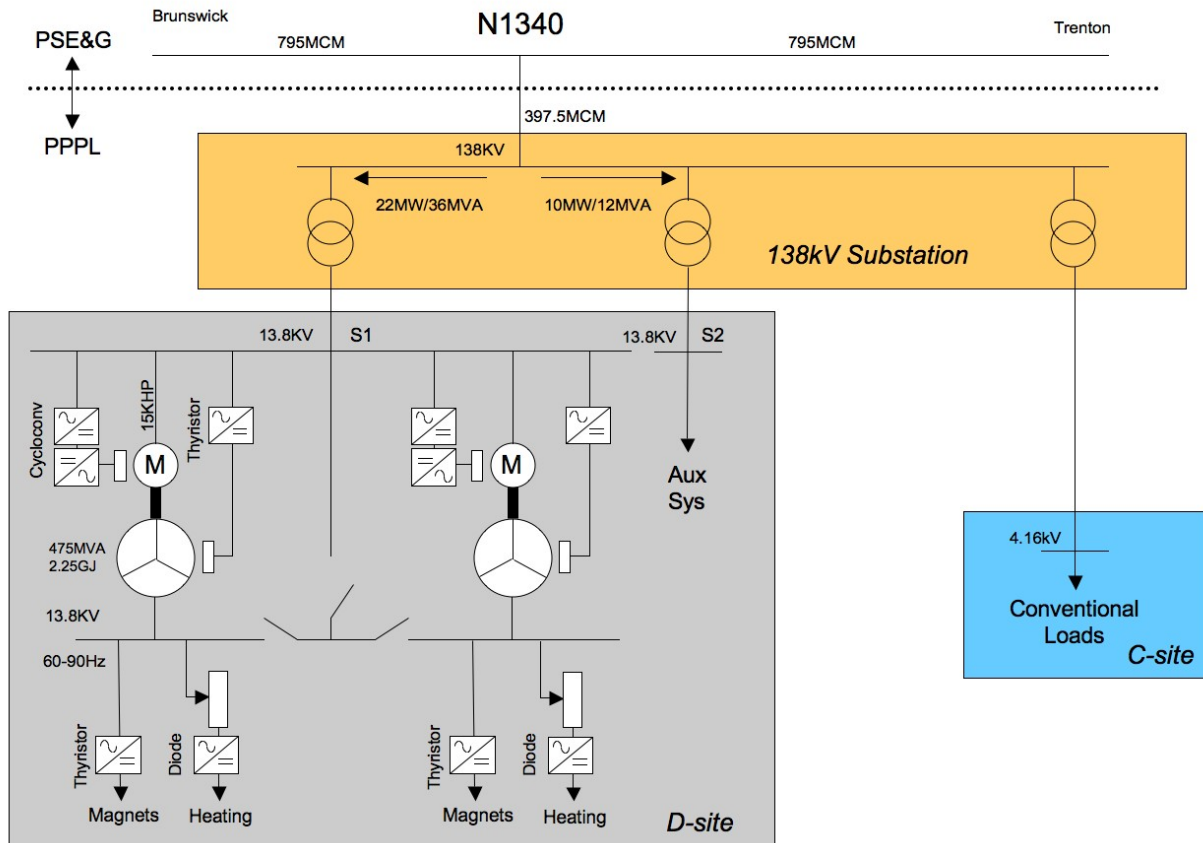 Brunswick
N1340
Trenton
PSE&G
795MCM
795MCM
397.5MCM
PPPL
138KV
22MW/36MVA
10MW/12MVA
138kV Substation
13.8KV
S1
13.8KV
S2
Cycloconv
15KHP
Thyristor
M
M
Aux
Sys
475MVA
2.25GJ
4.16kV
13.8KV
Conventional
Loads
C-site
60-90Hz
Thyristor
Diode
Thyristor
Diode
Magnets
Heating
Magnets
Heating
D-site